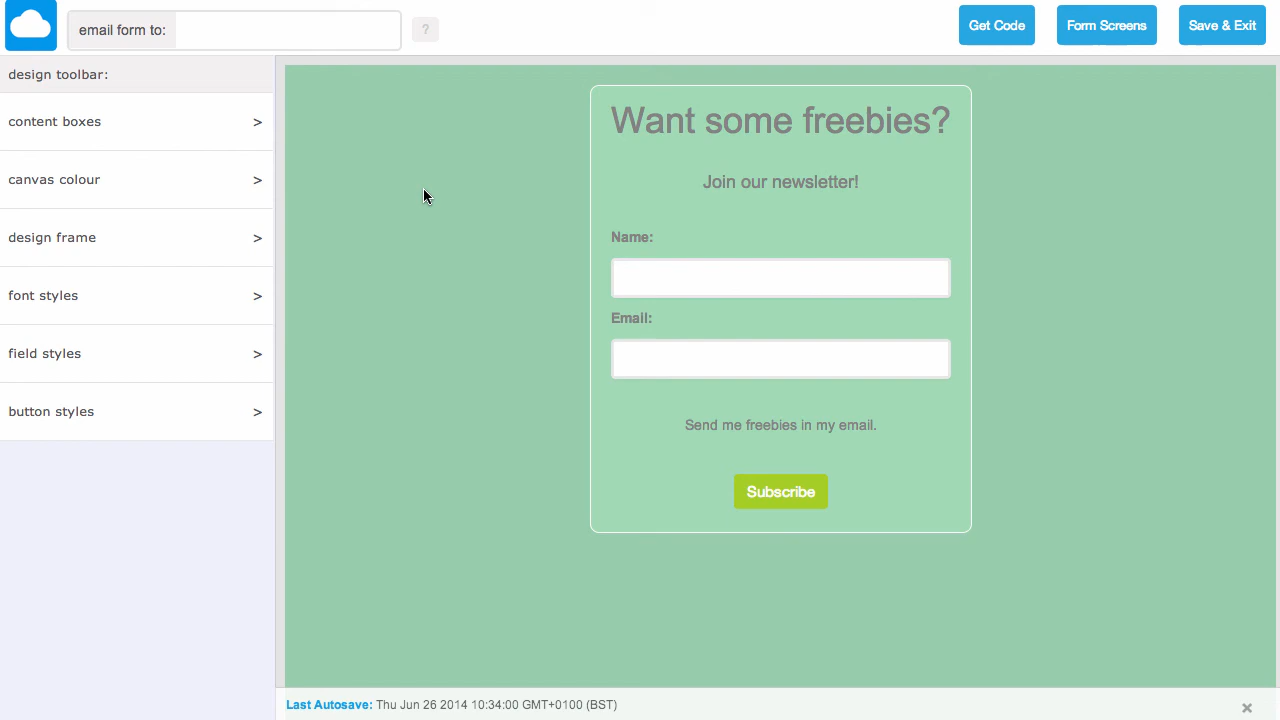 email form to:
?
Get Code
Form Screens
Save & Exit
design toolbar:
content boxes >
canvas colour >
design frame >
font styles >
field styles >
button styles >
Want some freebies?
Join our newsletter!
Name:
Email:
Send me freebies in my email.
Subscribe
Last Autosave: Thu Jun 26 2014 10:34:00 GMT+0100 (BST)
×